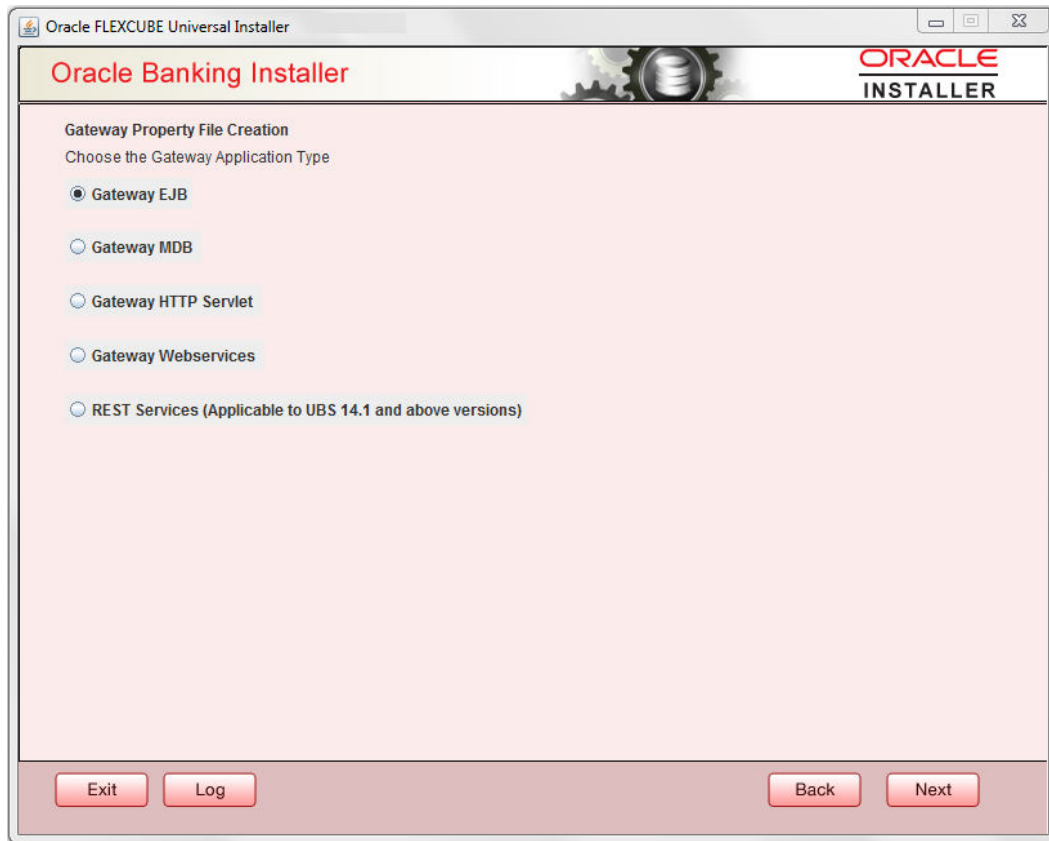 Oracle FLEXCUBE Universal Installer
Oracle Banking Installer
ORACLE
INSTALLER
Gateway Property File Creation
Choose the Gateway Application Type
Gateway EJB
Gateway MDB
Gateway HTTP Servlet
Gateway Webservices
REST Services (Applicable to UBS 14.1 and above versions)
Exit
Log
Back
Next